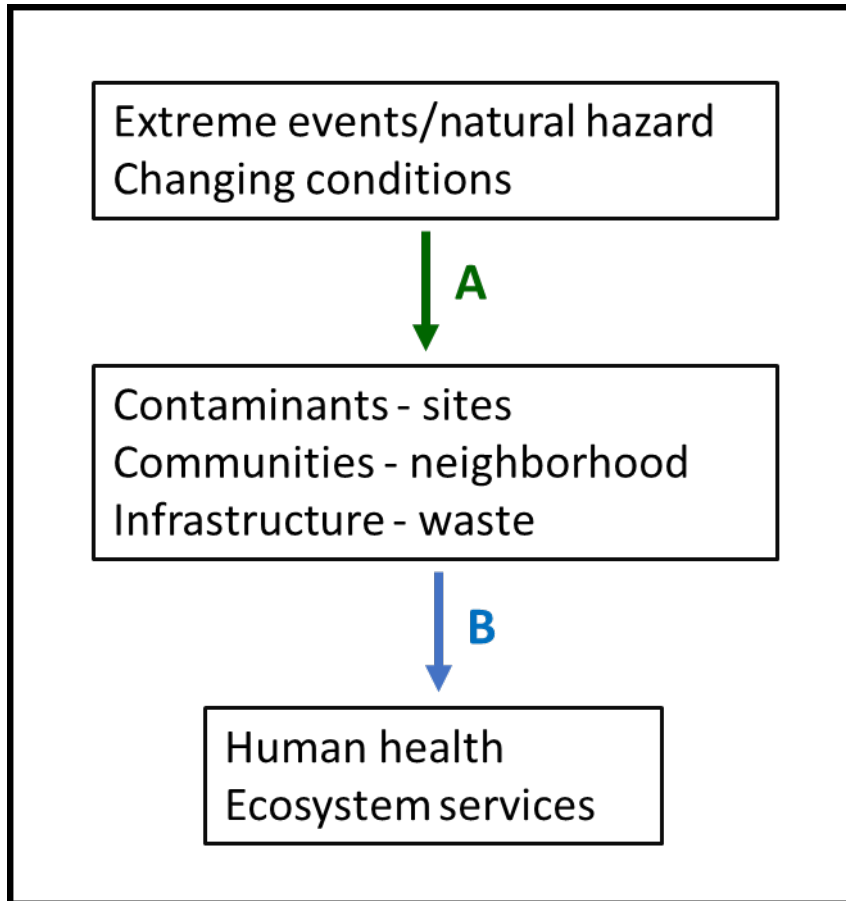 Extreme events/natural hazard
Changing conditions
A
Contaminants - sites
Communities - neighborhood
Infrastructure - waste
B
Human health
Ecosystem services